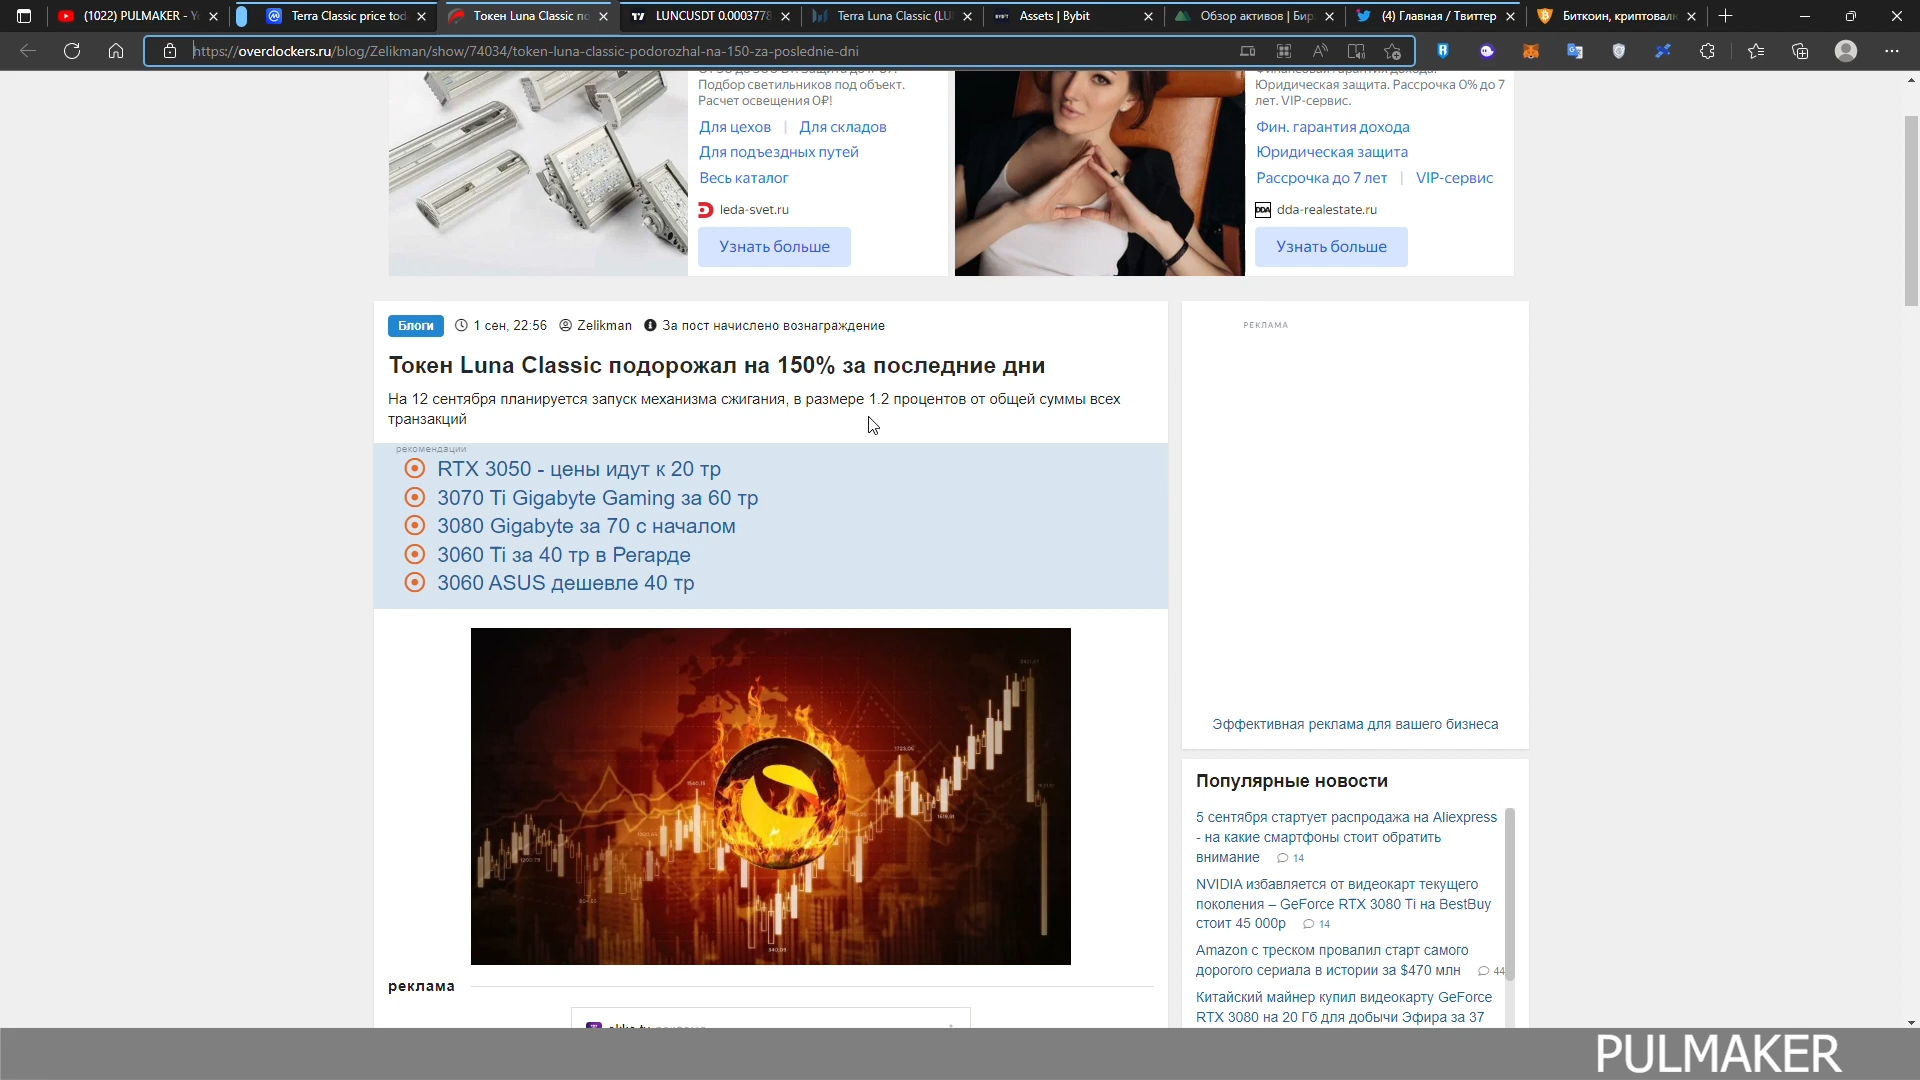 (1022) PULMAKER - Yo
Terra Classic price tod
Токен Luna Classic по
LUNCUSDT 0.0003778
Terra Luna Classic (LU
Assets | Bybit
Обзор активов | Бир
(4) Главная / Твиттер
Биткоин, криптовал
https://overclockers.ru/blog/Zelikman/show/74034/token-luna-classic-podorozhal-na-150-za-poslednie-dni
Подбор светильников под объект.
Расчет освещения 0₽!
Для цехов | Для складов
Для подъездных путей
Весь каталог
leda-svet.ru
Узнать больше
Финансовая гарантия дохода.
Юридическая защита. Рассрочка 0% до 7
лет. VIP-сервис.
Фин. гарантия дохода
Юридическая защита
Рассрочка до 7 лет | VIP-сервис
DDA dda-realestate.ru
Узнать больше
Блоги 1 сен, 22:56 Zelikman За пост начислено вознаграждение
Токен Luna Classic подорожал на 150% за последние дни
На 12 сентября планируется запуск механизма сжигания, в размере 1.2 процентов от общей суммы всех
транзакций
рекомендации
RTX 3050 - цены идут к 20 тр
3070 Ti Gigabyte Gaming за 60 тр
3080 Gigabyte за 70 с началом
3060 Ti за 40 тр в Регарде
3060 ASUS дешевле 40 тр
реклама
РЕКЛАМА
Эффективная реклама для вашего бизнеса
Популярные новости
5 сентября стартует распродажа на Aliexpress
- на какие смартфоны стоит обратить
внимание 14
NVIDIA избавляется от видеокарт текущего
поколения – GeForce RTX 3080 Ti на BestBuy
стоит 45 000р 14
Amazon с треском провалил старт самого
дорогого сериала в истории за $470 млн 44
Китайский майнер купил видеокарту GeForce
RTX 3080 на 20 Гб для добычи Эфира за 37
PULMAKER